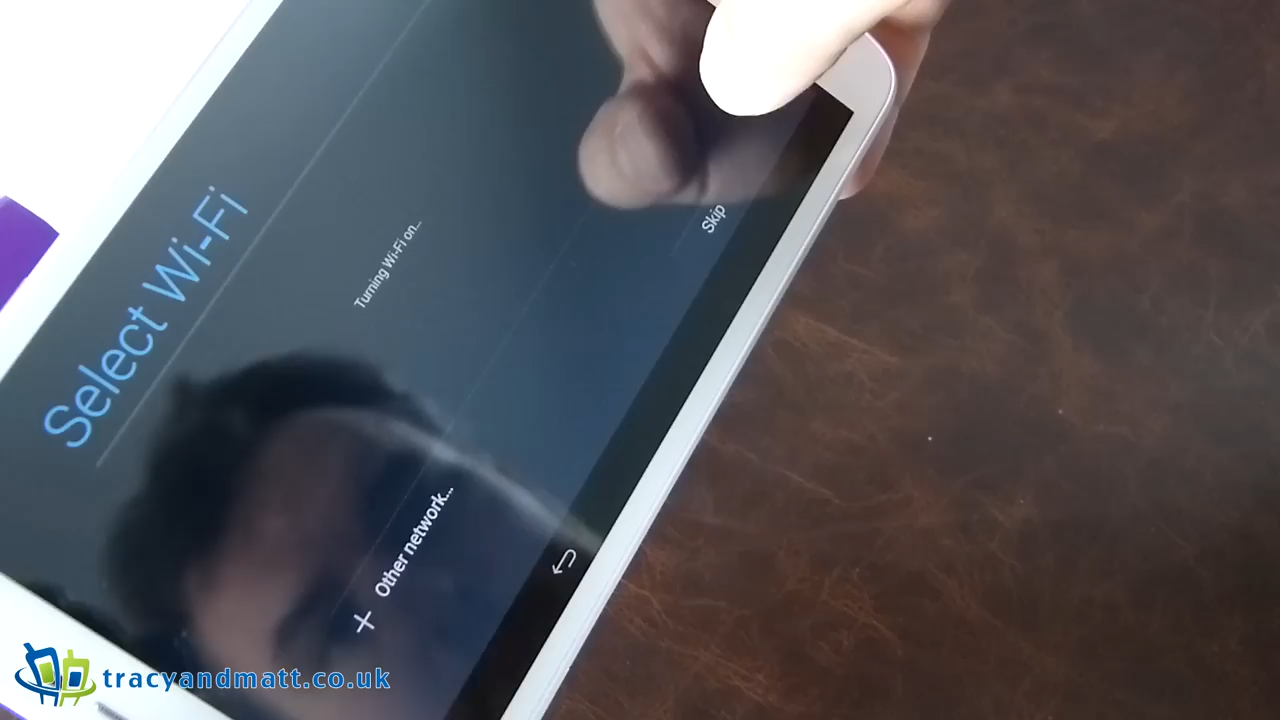 Select Wi-Fi
Turning Wi-Fi on...
+ Other network...
Skip
tracyandmatt.co.uk